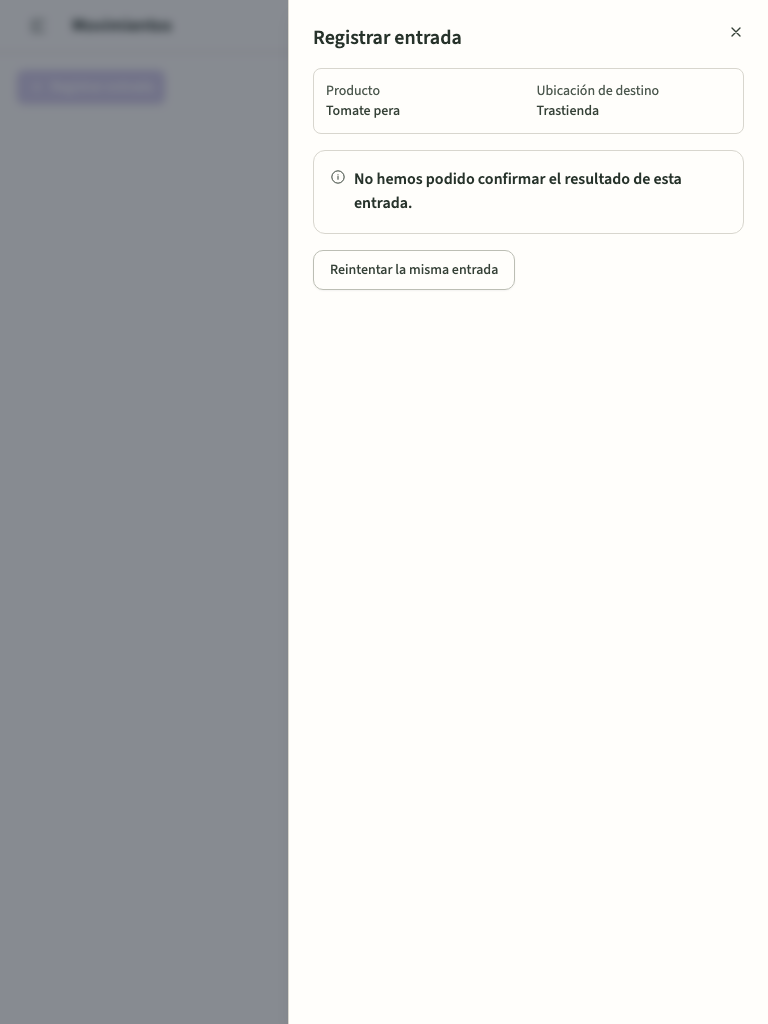 Movimientos
Registrar entrada
Producto
Tomate pera
Ubicación de destino
Trastienda
No hemos podido confirmar el resultado de esta
entrada.
Reintentar la misma entrada